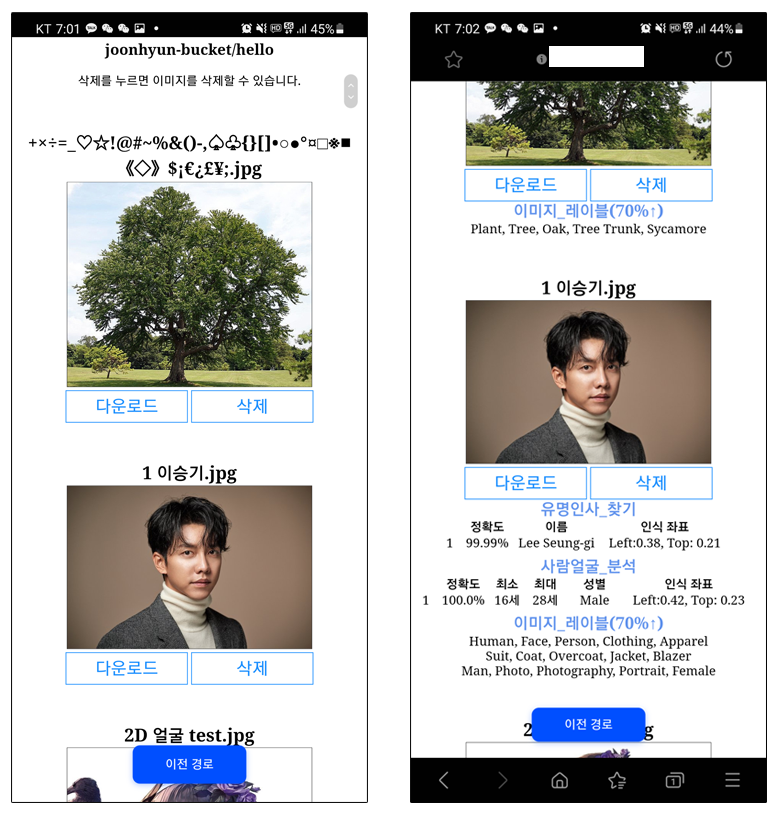 KT 7:01
HD 5G 45%
joonhyun-bucket/hello
삭제를 누르면 이미지를 삭제할 수 있습니다.
+×÷=_♡☆!@#~%&()-,♤♧{}[]•○●°¤□※■
《◇》$¡€¿£¥;.jpg
다운로드 삭제
1 이승기.jpg
다운로드 삭제
2D 얼굴 test.jpg
이전 경로
KT 7:02
HD 5G 44%
다운로드 삭제
이미지_레이블(70%↑)
Plant, Tree, Oak, Tree Trunk, Sycamore
1 이승기.jpg
다운로드 삭제
유명인사_찾기
정확도 이름 인식 좌표
1 99.99% Lee Seung-gi Left:0.38, Top: 0.21
사람얼굴_분석
정확도 최소 최대 성별 인식 좌표
1 100.0% 16세 28세 Male Left:0.42, Top: 0.23
이미지_레이블(70%↑)
Human, Face, Person, Clothing, Apparel
Suit, Coat, Overcoat, Jacket, Blazer
Man, Photo, Photography, Portrait, Female
이전 경로
1